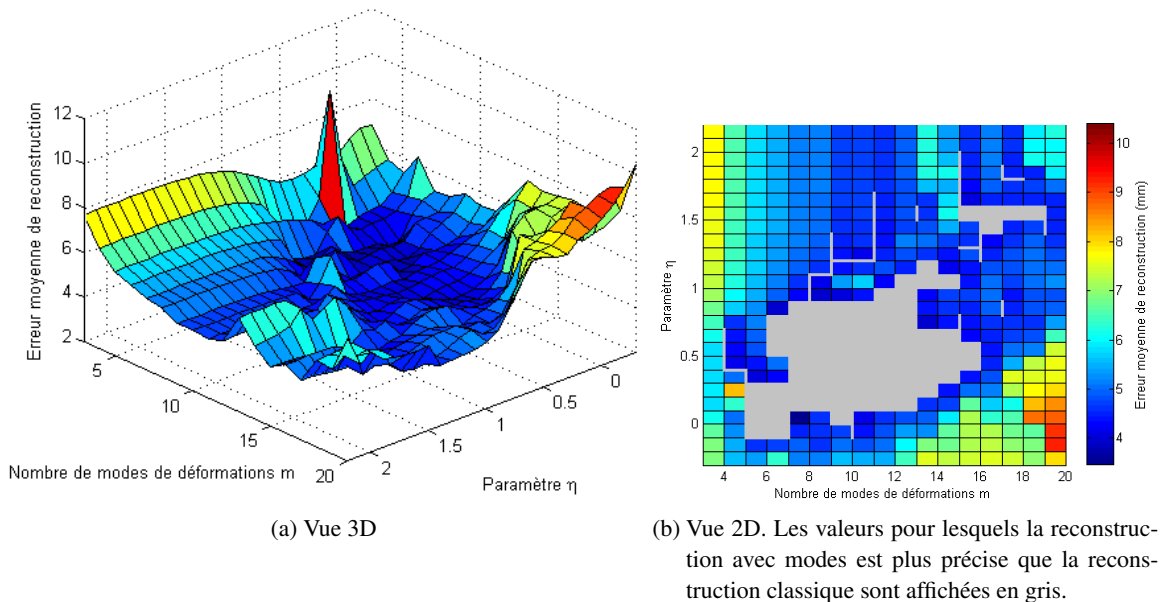 Erreur moyenne de reconstruction
12
10
8
6
4
2
5
10
15
20
Nombre de modes de déformations m
2
1.5
1
0.5
0
Paramètre η
(a) Vue 3D
Paramètre η
2
1.5
1
0.5
0
4 6 8 10 12 14 16 18 20
Nombre de modes de déformations m
10
9
8
7
6
5
4
Erreur moyenne de reconstruction (mm)
(b) Vue 2D. Les valeurs pour lesquels la reconstruc-
tion avec modes est plus précise que la recons-
truction classique sont affichées en gris.